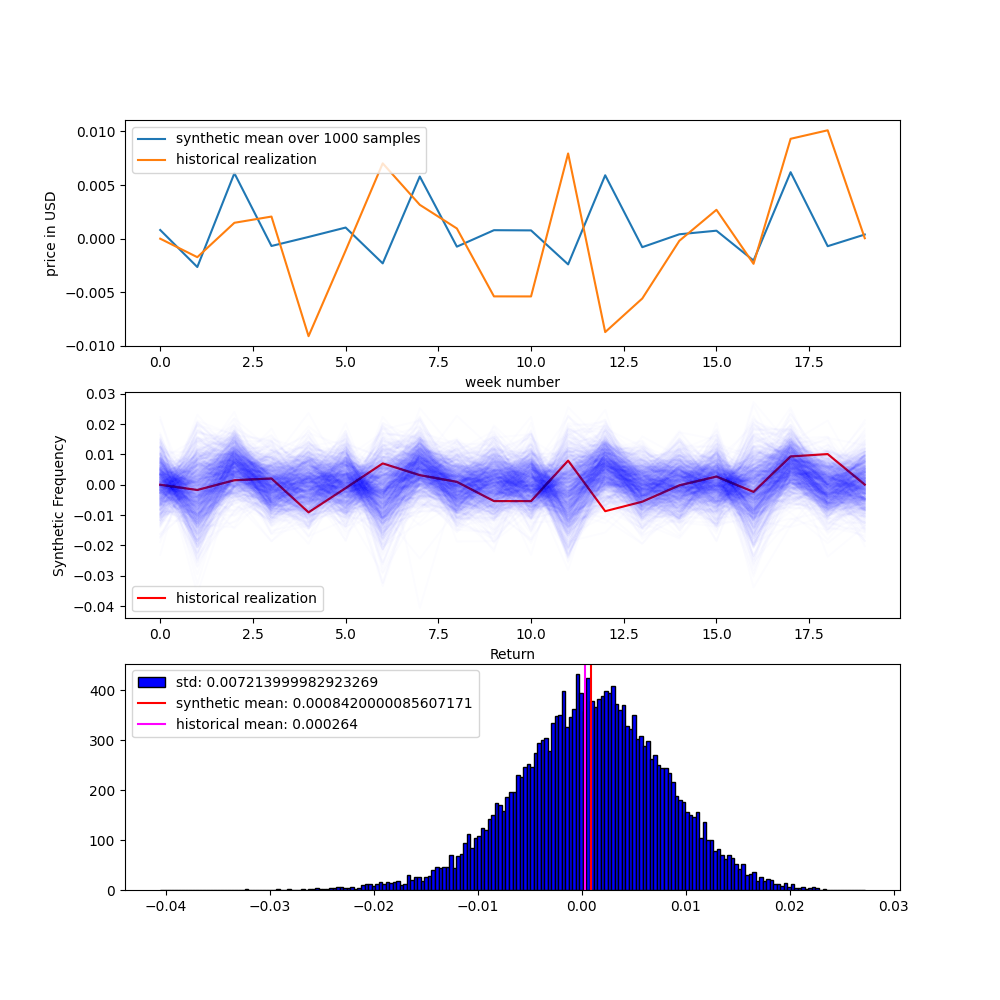 0.010
0.005
0.000
−0.005
−0.010
price in USD
synthetic mean over 1000 samples
historical realization
0.0 2.5 5.0 7.5 10.0 12.5 15.0 17.5
week number
0.03
0.02
0.01
0.00
−0.01
−0.02
−0.03
−0.04
Synthetic Frequency
historical realization
0.0 2.5 5.0 7.5 10.0 12.5 15.0 17.5
Return
400
300
200
100
0
std: 0.007213999982923269
synthetic mean: 0.0008420000085607171
historical mean: 0.000264
−0.04 −0.03 −0.02 −0.01 0.00 0.01 0.02 0.03